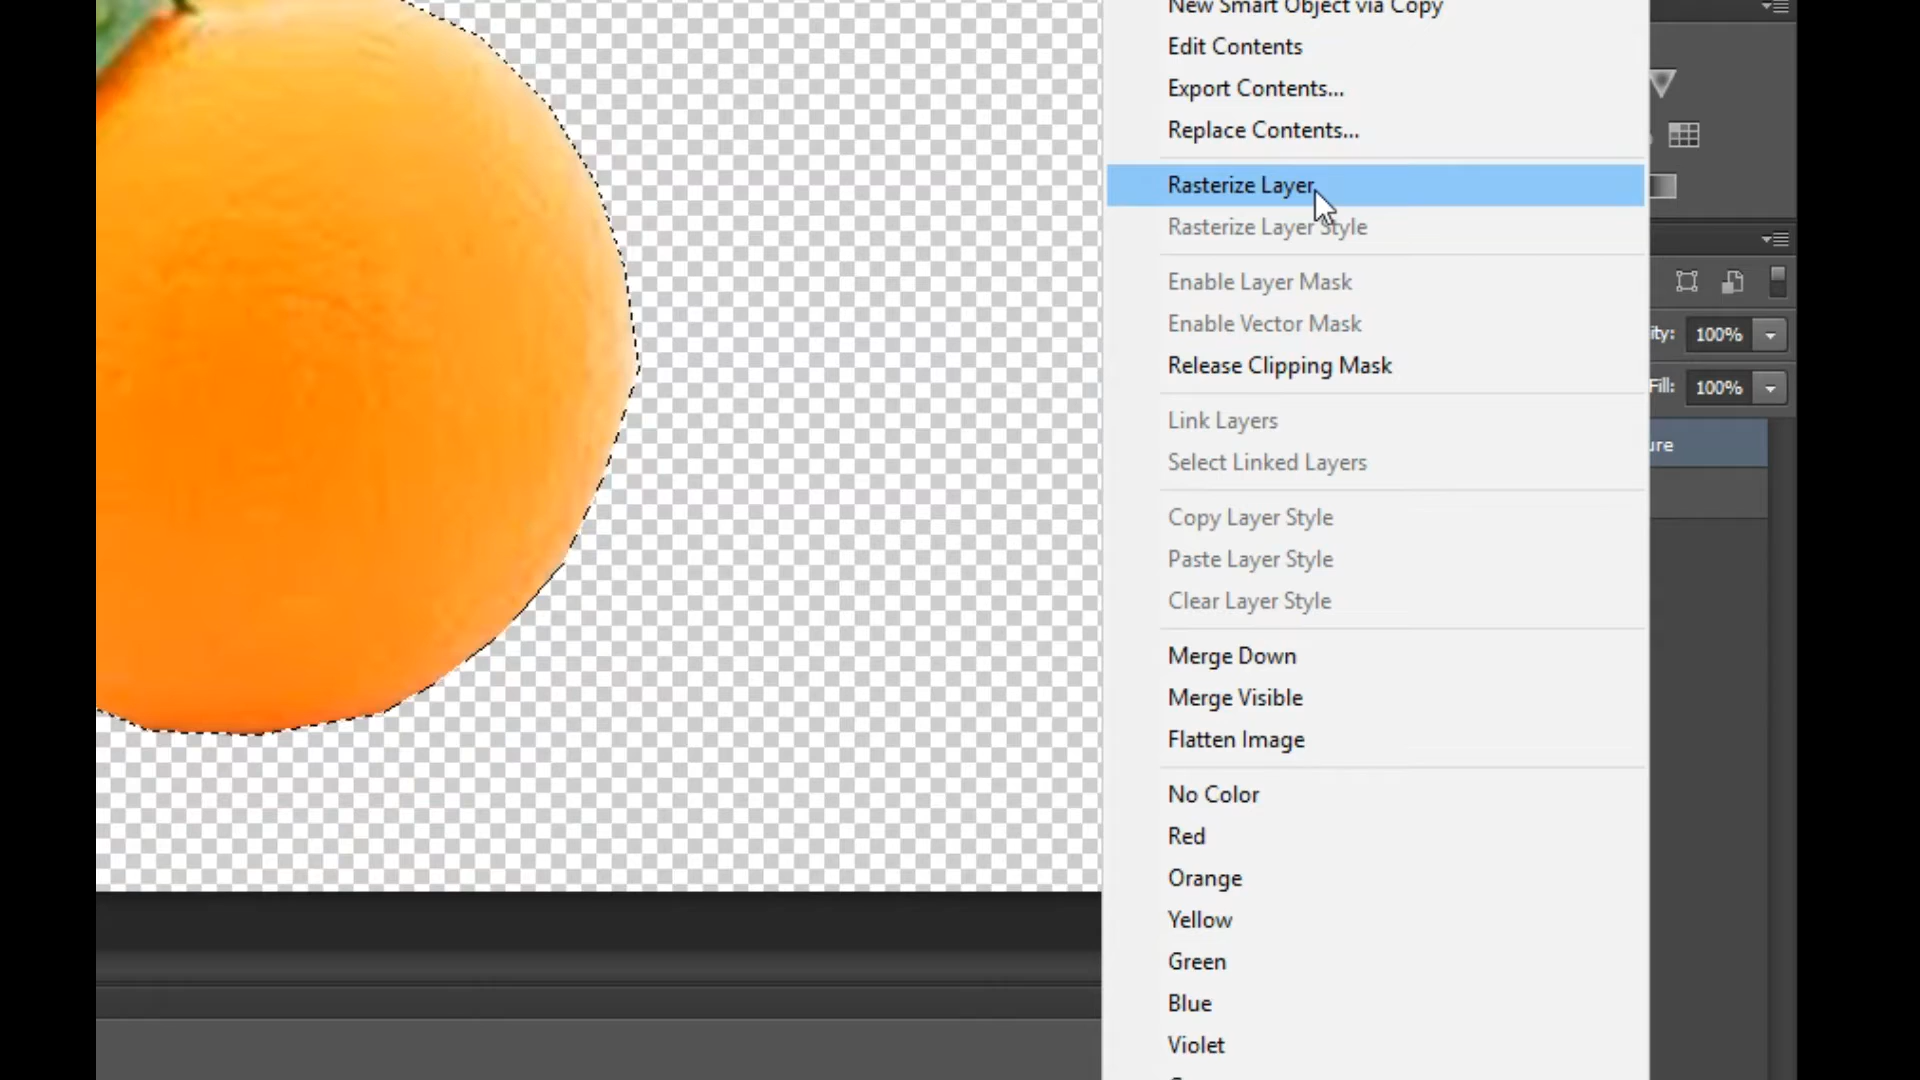 New Smart Object via Copy
Edit Contents
Export Contents...
Replace Contents...
Rasterize Layer
Rasterize Layer Style
Enable Layer Mask
Enable Vector Mask
Release Clipping Mask
Link Layers
Select Linked Layers
Copy Layer Style
Paste Layer Style
Clear Layer Style
Merge Down
Merge Visible
Flatten Image
No Color
Red
Orange
Yellow
Green
Blue
Violet
ity: 100%
Fill: 100%
ure